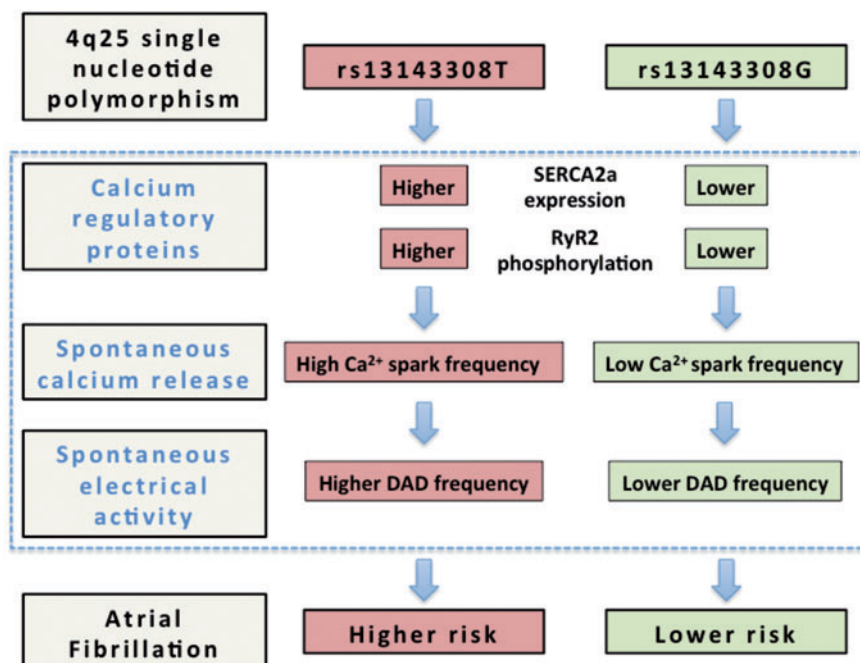 4q25 single
nucleotide
polymorphism
rs13143308T
rs13143308G
Calcium
regulatory
proteins
Higher
SERCA2a
expression
Lower
Higher
RyR2
phosphorylation
Lower
Spontaneous
calcium release
High Ca²⁺ spark frequency
Low Ca²⁺ spark frequency
Spontaneous
electrical
activity
Higher DAD frequency
Lower DAD frequency
Atrial
Fibrillation
Higher risk
Lower risk